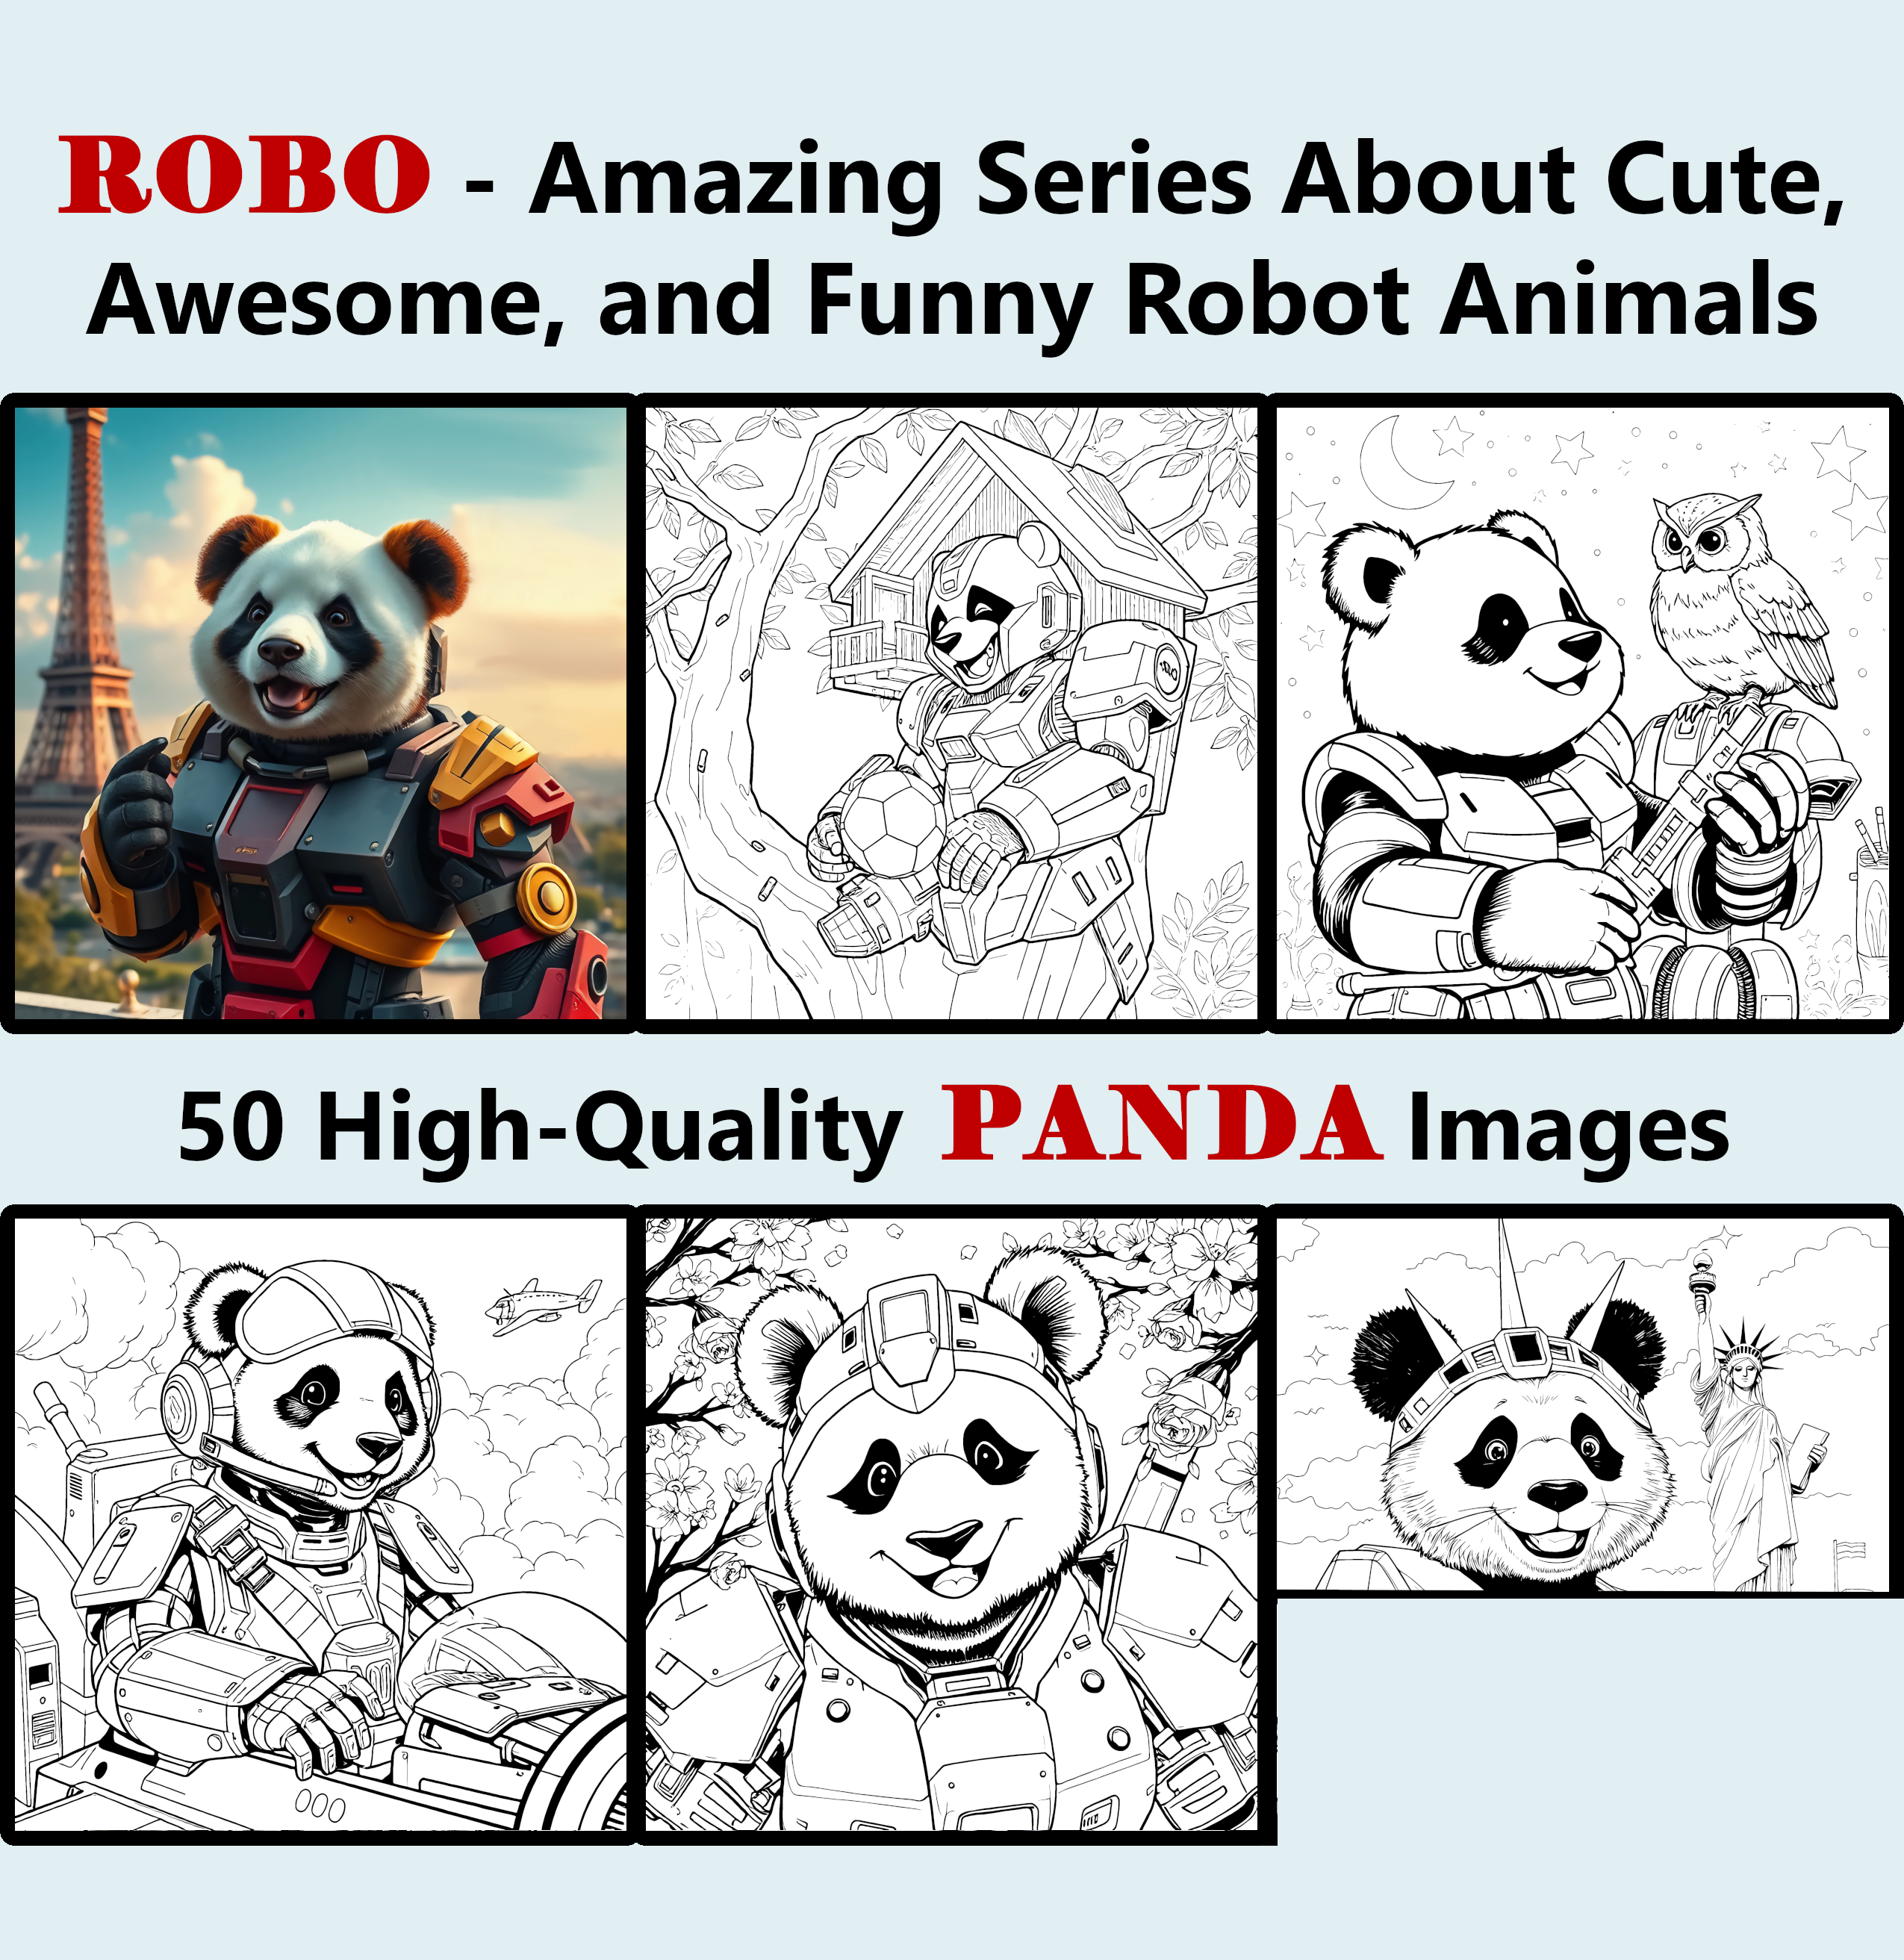 ROBO - Amazing Series About Cute,
Awesome, and Funny Robot Animals
50 High-Quality PANDA Images